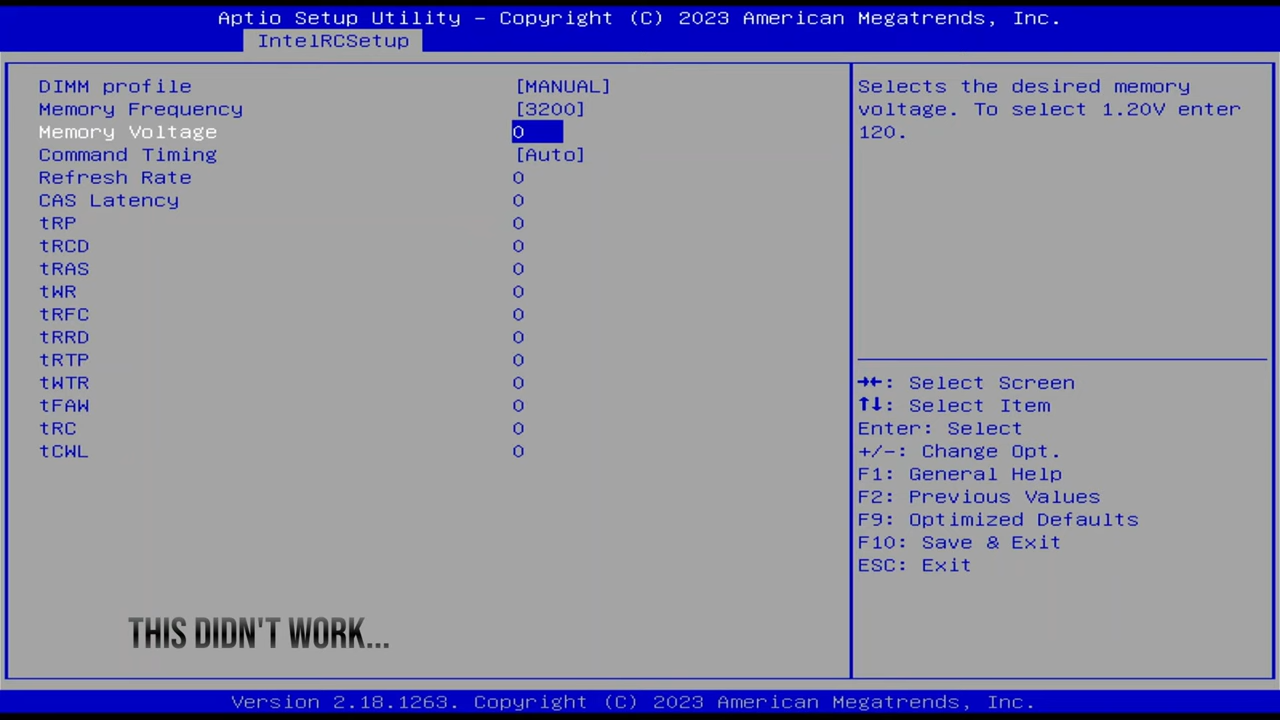 Aptio Setup Utility – Copyright (C) 2023 American Megatrends, Inc.
IntelRCSetup
DIMM profile [MANUAL]
Memory Frequency [3200]
Memory Voltage 0
Command Timing [Auto]
Refresh Rate 0
CAS Latency 0
tRP 0
tRCD 0
tRAS 0
tWR 0
tRFC 0
tRRD 0
tRTP 0
tWTR 0
tFAW 0
tRC 0
tCWL 0
Selects the desired memory
voltage. To select 1.20V enter
120.
→←: Select Screen
↑↓: Select Item
Enter: Select
+/-: Change Opt.
F1: General Help
F2: Previous Values
F9: Optimized Defaults
F10: Save & Exit
ESC: Exit
THIS DIDN'T WORK...
Version 2.18.1263. Copyright (C) 2023 American Megatrends, Inc.